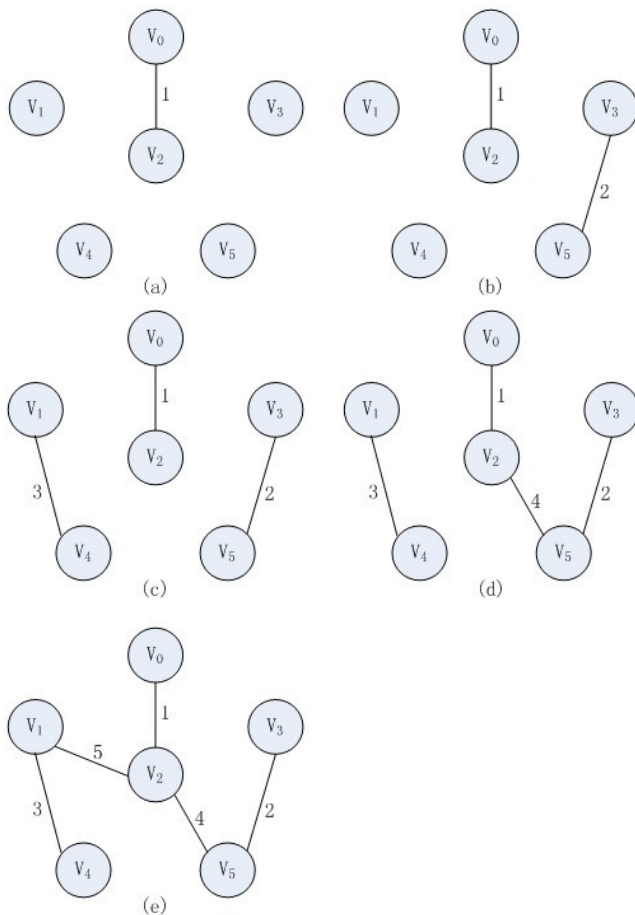 V0 V0
1 1
V1 V3 V1 V3
V2 V2
2
V4 V5 V4 V5
(a) (b)
V0 V0
1 1
V1 V3 V1 V3
V2 V2
3 2 3 4 2
V4 V5 V4 V5
(c) (d)
V0
1
V1 V3
5
V2
3 4 2
V4 V5
(e)